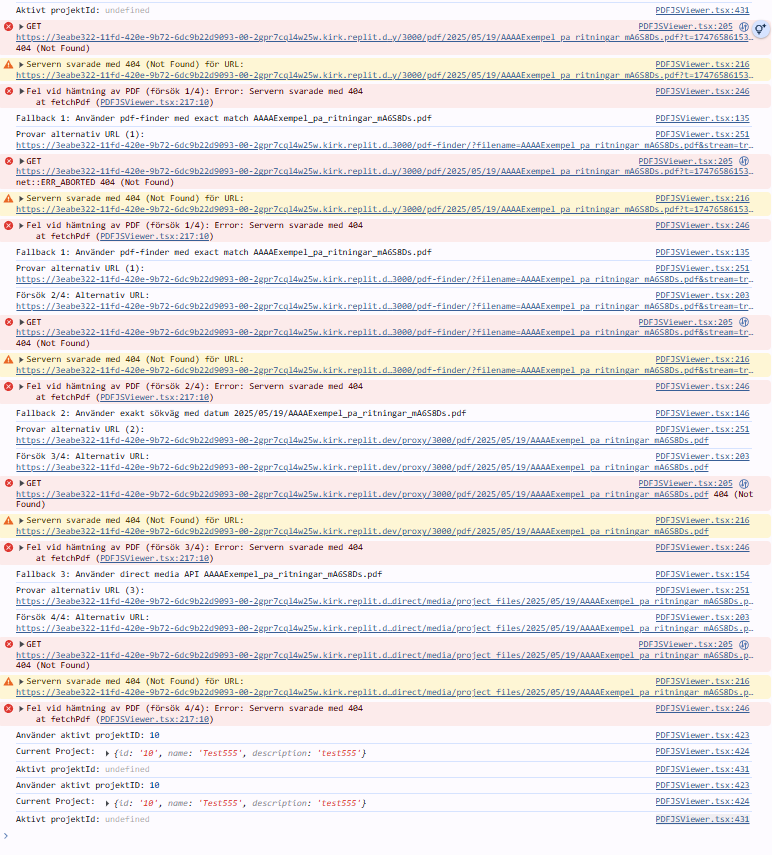 Aktivt projektId: undefined PDFJSViewer.tsx:431
GET PDFJSViewer.tsx:205
https://3eabe322-11fd-420e-9b72-6dc9b22d9093-00-2gpr7cql4w25w.kirk.replit.d…y/3000/pdf/2025/05/19/AAAAExempel_pa_ritningar_mA6S8Ds.pdf?t=17476586153…
404 (Not Found)
Servern svarade med 404 (Not Found) för URL: PDFJSViewer.tsx:216
https://3eabe322-11fd-420e-9b72-6dc9b22d9093-00-2gpr7cql4w25w.kirk.replit.d…y/3000/pdf/2025/05/19/AAAAExempel_pa_ritningar_mA6S8Ds.pdf?t=17476586153…
Fel vid hämtning av PDF (försök 1/4): Error: Servern svarade med 404 PDFJSViewer.tsx:246
at fetchPdf (PDFJSViewer.tsx:217:10)
Fallback 1: Använder pdf-finder med exact match AAAAExempel_pa_ritningar_mA6S8Ds.pdf PDFJSViewer.tsx:135
Provar alternativ URL (1): PDFJSViewer.tsx:251
https://3eabe322-11fd-420e-9b72-6dc9b22d9093-00-2gpr7cql4w25w.kirk.replit.d…3000/pdf-finder/?filename=AAAAExempel_pa_ritningar_mA6S8Ds.pdf&stream=tr…
GET PDFJSViewer.tsx:205
https://3eabe322-11fd-420e-9b72-6dc9b22d9093-00-2gpr7cql4w25w.kirk.replit.d…y/3000/pdf/2025/05/19/AAAAExempel_pa_ritningar_mA6S8Ds.pdf?t=17476586153…
net::ERR_ABORTED 404 (Not Found)
Servern svarade med 404 (Not Found) för URL: PDFJSViewer.tsx:216
https://3eabe322-11fd-420e-9b72-6dc9b22d9093-00-2gpr7cql4w25w.kirk.replit.d…y/3000/pdf/2025/05/19/AAAAExempel_pa_ritningar_mA6S8Ds.pdf?t=17476586153…
Fel vid hämtning av PDF (försök 1/4): Error: Servern svarade med 404 PDFJSViewer.tsx:246
at fetchPdf (PDFJSViewer.tsx:217:10)
Fallback 1: Använder pdf-finder med exact match AAAAExempel_pa_ritningar_mA6S8Ds.pdf PDFJSViewer.tsx:135
Provar alternativ URL (1): PDFJSViewer.tsx:251
https://3eabe322-11fd-420e-9b72-6dc9b22d9093-00-2gpr7cql4w25w.kirk.replit.d…3000/pdf-finder/?filename=AAAAExempel_pa_ritningar_mA6S8Ds.pdf&stream=tr…
Försök 2/4: Alternativ URL: PDFJSViewer.tsx:203
https://3eabe322-11fd-420e-9b72-6dc9b22d9093-00-2gpr7cql4w25w.kirk.replit.d…3000/pdf-finder/?filename=AAAAExempel_pa_ritningar_mA6S8Ds.pdf&stream=tr…
GET PDFJSViewer.tsx:205
https://3eabe322-11fd-420e-9b72-6dc9b22d9093-00-2gpr7cql4w25w.kirk.replit.d…3000/pdf-finder/?filename=AAAAExempel_pa_ritningar_mA6S8Ds.pdf&stream=tr…
404 (Not Found)
Servern svarade med 404 (Not Found) för URL: PDFJSViewer.tsx:216
https://3eabe322-11fd-420e-9b72-6dc9b22d9093-00-2gpr7cql4w25w.kirk.replit.d…3000/pdf-finder/?filename=AAAAExempel_pa_ritningar_mA6S8Ds.pdf&stream=tr…
Fel vid hämtning av PDF (försök 2/4): Error: Servern svarade med 404 PDFJSViewer.tsx:246
at fetchPdf (PDFJSViewer.tsx:217:10)
Fallback 2: Använder exakt sökväg med datum 2025/05/19/AAAAExempel_pa_ritningar_mA6S8Ds.pdf PDFJSViewer.tsx:146
Provar alternativ URL (2): PDFJSViewer.tsx:251
https://3eabe322-11fd-420e-9b72-6dc9b22d9093-00-2gpr7cql4w25w.kirk.replit.dev/proxy/3000/pdf/2025/05/19/AAAAExempel_pa_ritningar_mA6S8Ds.pdf
Försök 3/4: Alternativ URL: PDFJSViewer.tsx:203
https://3eabe322-11fd-420e-9b72-6dc9b22d9093-00-2gpr7cql4w25w.kirk.replit.dev/proxy/3000/pdf/2025/05/19/AAAAExempel_pa_ritningar_mA6S8Ds.pdf
GET PDFJSViewer.tsx:205
https://3eabe322-11fd-420e-9b72-6dc9b22d9093-00-2gpr7cql4w25w.kirk.replit.dev/proxy/3000/pdf/2025/05/19/AAAAExempel_pa_ritningar_mA6S8Ds.pdf 404 (Not
Found)
Servern svarade med 404 (Not Found) för URL: PDFJSViewer.tsx:216
https://3eabe322-11fd-420e-9b72-6dc9b22d9093-00-2gpr7cql4w25w.kirk.replit.dev/proxy/3000/pdf/2025/05/19/AAAAExempel_pa_ritningar_mA6S8Ds.pdf
Fel vid hämtning av PDF (försök 3/4): Error: Servern svarade med 404 PDFJSViewer.tsx:246
at fetchPdf (PDFJSViewer.tsx:217:10)
Fallback 3: Använder direct media API AAAAExempel_pa_ritningar_mA6S8Ds.pdf PDFJSViewer.tsx:154
Provar alternativ URL (3): PDFJSViewer.tsx:251
https://3eabe322-11fd-420e-9b72-6dc9b22d9093-00-2gpr7cql4w25w.kirk.replit.d…direct/media/project_files/2025/05/19/AAAAExempel_pa_ritningar_mA6S8Ds.p…
Försök 4/4: Alternativ URL: PDFJSViewer.tsx:203
https://3eabe322-11fd-420e-9b72-6dc9b22d9093-00-2gpr7cql4w25w.kirk.replit.d…direct/media/project_files/2025/05/19/AAAAExempel_pa_ritningar_mA6S8Ds.p…
GET PDFJSViewer.tsx:205
https://3eabe322-11fd-420e-9b72-6dc9b22d9093-00-2gpr7cql4w25w.kirk.replit.d…direct/media/project_files/2025/05/19/AAAAExempel_pa_ritningar_mA6S8Ds.p…
404 (Not Found)
Servern svarade med 404 (Not Found) för URL: PDFJSViewer.tsx:216
https://3eabe322-11fd-420e-9b72-6dc9b22d9093-00-2gpr7cql4w25w.kirk.replit.d…direct/media/project_files/2025/05/19/AAAAExempel_pa_ritningar_mA6S8Ds.p…
Fel vid hämtning av PDF (försök 4/4): Error: Servern svarade med 404 PDFJSViewer.tsx:246
at fetchPdf (PDFJSViewer.tsx:217:10)
Använder aktivt projektID: 10 PDFJSViewer.tsx:423
Current Project: {id: '10', name: 'Test555', description: 'test555'} PDFJSViewer.tsx:424
Aktivt projektId: undefined PDFJSViewer.tsx:431
Använder aktivt projektID: 10 PDFJSViewer.tsx:423
Current Project: {id: '10', name: 'Test555', description: 'test555'} PDFJSViewer.tsx:424
Aktivt projektId: undefined PDFJSViewer.tsx:431